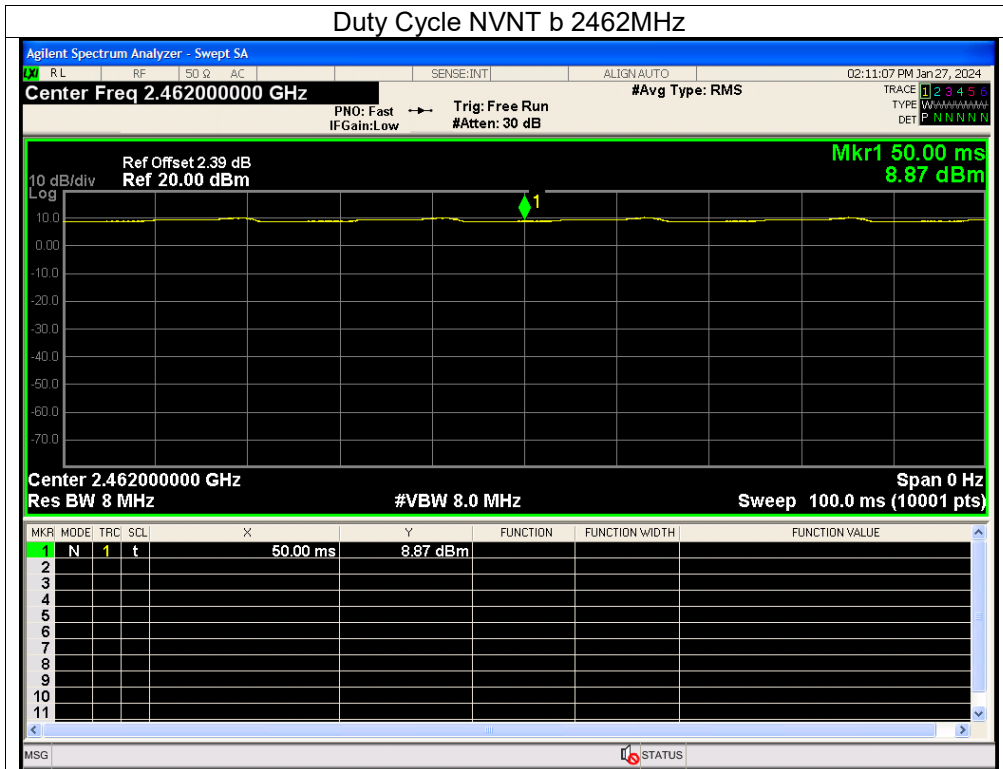 Duty Cycle NVNT b 2462MHz
Agilent Spectrum Analyzer - Swept SA
LXI RL RF 50 Ω AC SENSE:INT ALIGN AUTO 02:11:07 PM Jan 27, 2024
Center Freq 2.462000000 GHz #Avg Type: RMS TRACE 1 2 3 4 5 6
PNO: Fast Trig: Free Run TYPE WWWWWW
IFGain:Low #Atten: 30 dB DET P N N N N N
Mkr1 50.00 ms
8.87 dBm
Ref Offset 2.39 dB
10 dB/div Ref 20.00 dBm
Log
1
10.0
0.00
-10.0
-20.0
-30.0
-40.0
-50.0
-60.0
-70.0
Center 2.462000000 GHz Span 0 Hz
Res BW 8 MHz #VBW 8.0 MHz Sweep 100.0 ms (10001 pts)
MKR MODE TRC SCL X Y FUNCTION FUNCTION WIDTH FUNCTION VALUE
1 N 1 t 50.00 ms 8.87 dBm
2
3
4
5
6
7
8
9
10
11
MSG STATUS